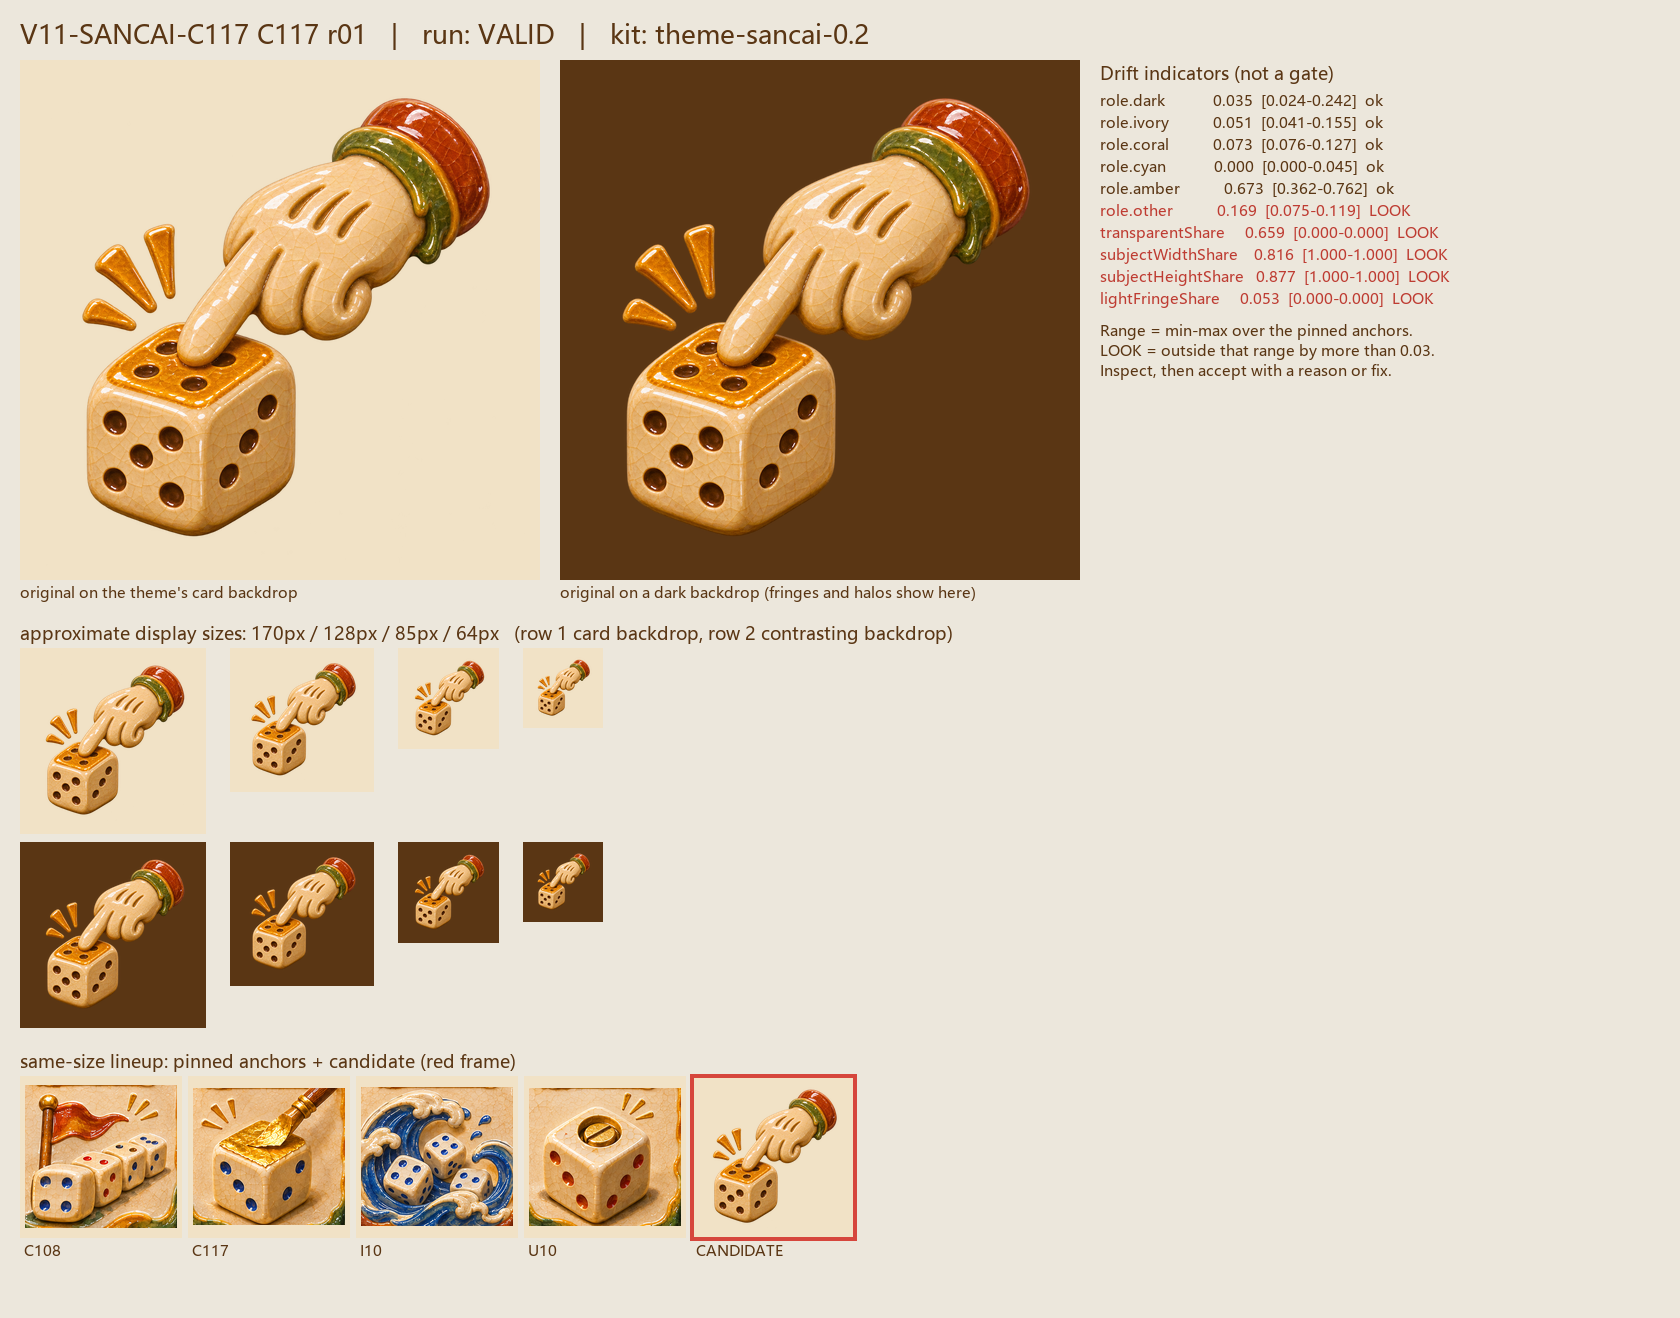 V11-SANCAI-C117 C117 r01 | run: VALID | kit: theme-sancai-0.2
Drift indicators (not a gate)
role.dark 0.035 [0.024-0.242] ok
role.ivory 0.051 [0.041-0.155] ok
role.coral 0.073 [0.076-0.127] ok
role.cyan 0.000 [0.000-0.045] ok
role.amber 0.673 [0.362-0.762] ok
role.other 0.169 [0.075-0.119] LOOK
transparentShare 0.659 [0.000-0.000] LOOK
subjectWidthShare 0.816 [1.000-1.000] LOOK
subjectHeightShare 0.877 [1.000-1.000] LOOK
lightFringeShare 0.053 [0.000-0.000] LOOK
Range = min-max over the pinned anchors.
LOOK = outside that range by more than 0.03.
Inspect, then accept with a reason or fix.
original on the theme's card backdrop
original on a dark backdrop (fringes and halos show here)
approximate display sizes: 170px / 128px / 85px / 64px (row 1 card backdrop, row 2 contrasting backdrop)
same-size lineup: pinned anchors + candidate (red frame)
C108
C117
I10
U10
CANDIDATE